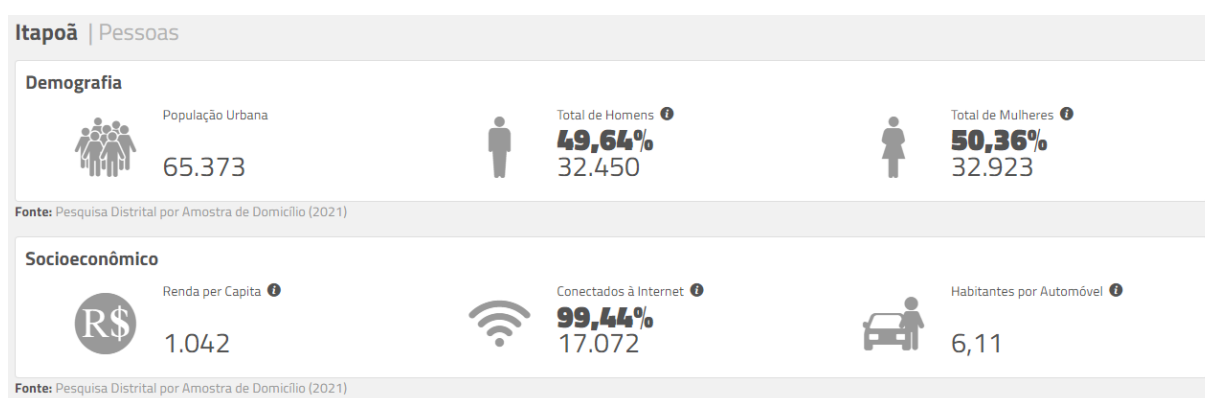 Itapoã | Pessoas
Demografia
População Urbana
65.373
Total de Homens i
49,64%
32.450
Total de Mulheres i
50,36%
32.923
Fonte: Pesquisa Distrital por Amostra de Domicílio (2021)
Socioeconômico
R$
Renda per Capita i
1.042
Conectados à Internet i
99,44%
17.072
Habitantes por Automóvel i
6,11
Fonte: Pesquisa Distrital por Amostra de Domicílio (2021)